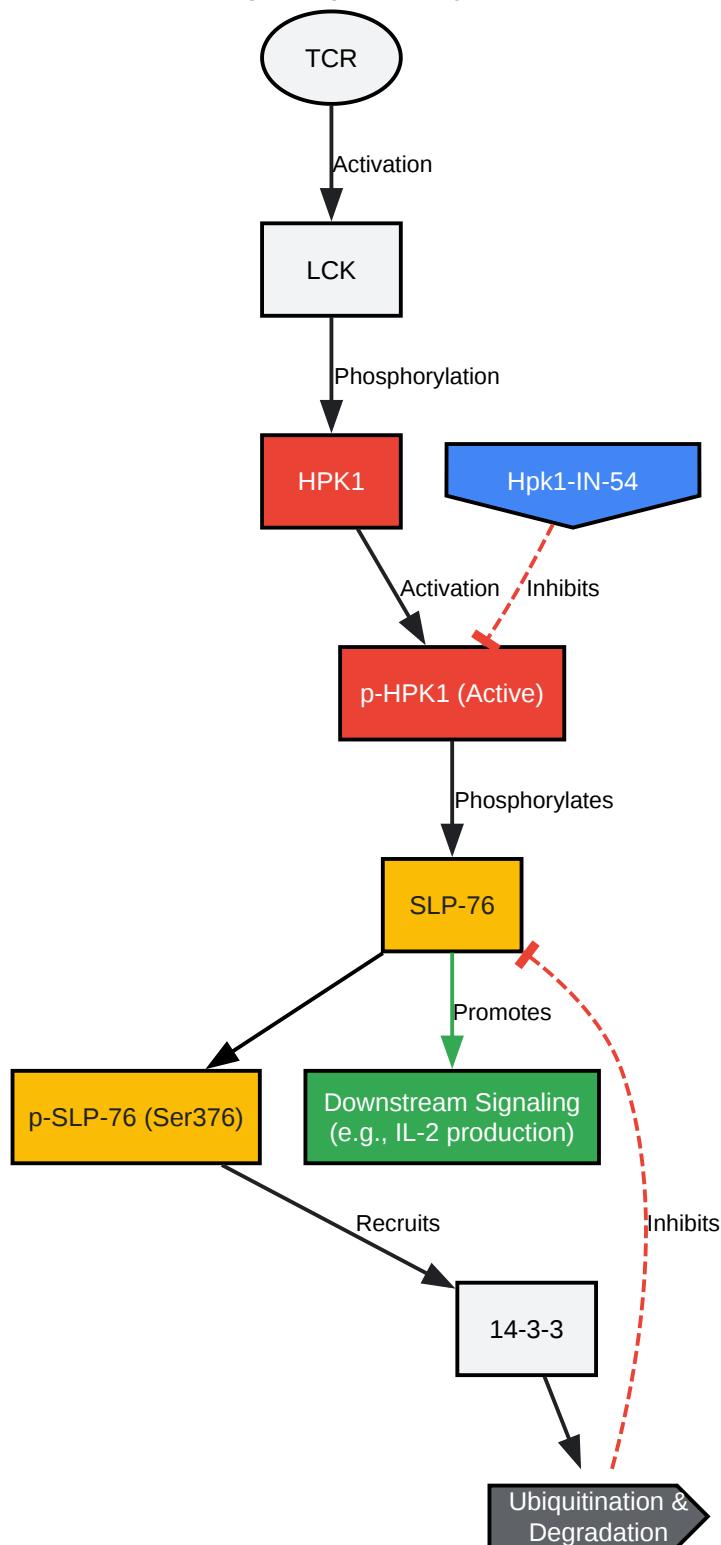 TCR
Activation
LCK
Phosphorylation
HPK1
Hpk1-IN-54
Activation
Inhibits
p-HPK1 (Active)
Phosphorylates
SLP-76
Promotes
p-SLP-76 (Ser376)
Downstream Signaling
(e.g., IL-2 production)
Recruits
Inhibits
14-3-3
Ubiquitination &
Degradation